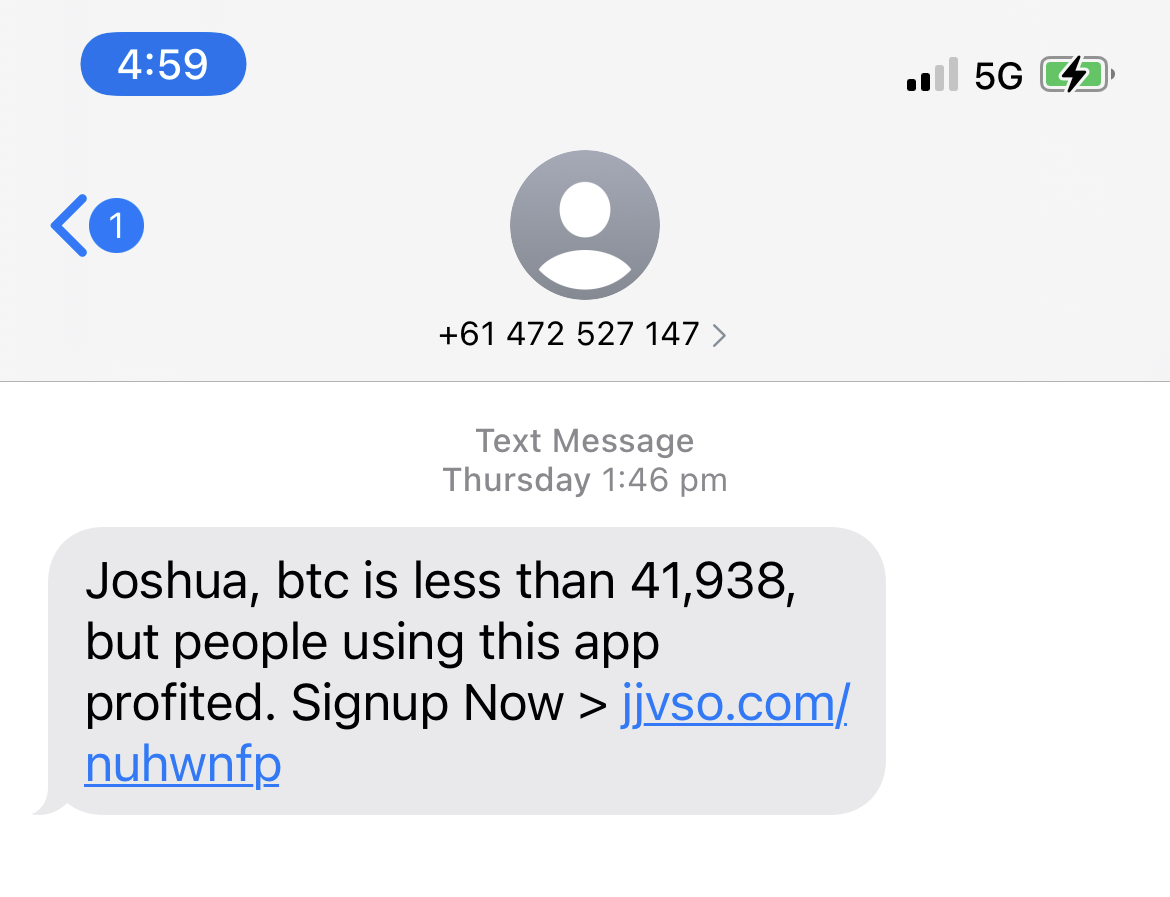 4:59
5G
1
+61 472 527 147
Text Message
Thursday 1:46 pm
Joshua, btc is less than 41,938,
but people using this app
profited. Signup Now > jjvso.com/
nuhwnfp